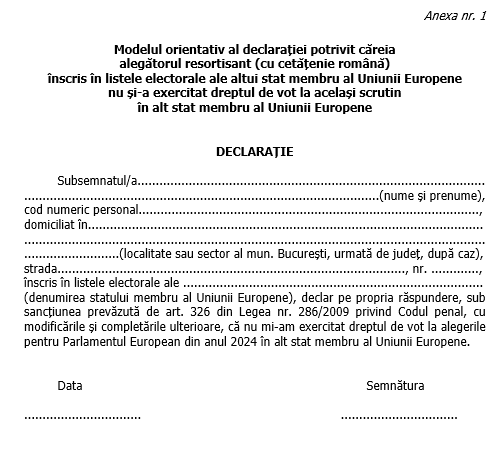 Anexa nr. 1
Modelul orientativ al declarației potrivit căreia
alegătorul resortisant (cu cetățenie română)
înscris în listele electorale ale altui stat membru al Uniunii Europene
nu și-a exercitat dreptul de vot la același scrutin
în alt stat membru al Uniunii Europene
DECLARAȚIE
Subsemnatul/a......................................................................................
........................................................................................(nume și prenume),
cod numeric personal....................................................................................,
domiciliat în..................................................................................................
..................................................................................................................
........................(localitate sau sector al mun. București, urmată de județ, după caz),
strada......................................................................................, nr. ............,
înscris în listele electorale ale ..........................................................................
(denumirea statului membru al Uniunii Europene), declar pe propria răspundere, sub
sancțiunea prevăzută de art. 326 din Legea nr. 286/2009 privind Codul penal, cu
modificările și completările ulterioare, că nu mi-am exercitat dreptul de vot la alegerile
pentru Parlamentul European din anul 2024 în alt stat membru al Uniunii Europene.
Data Semnătura
................................ ................................